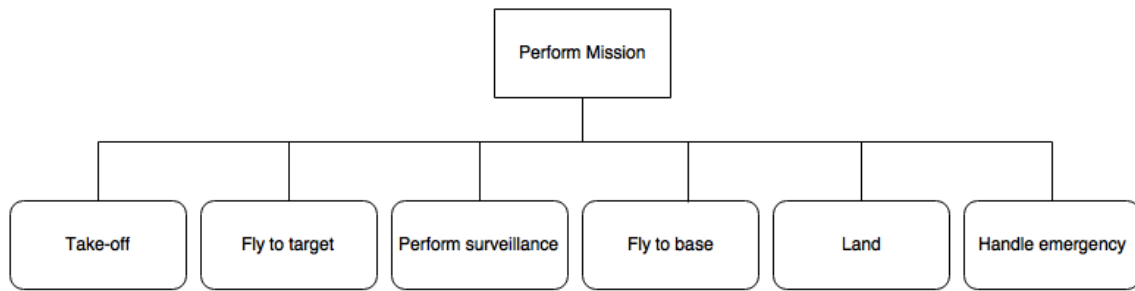 Perform Mission
Take-off
Fly to target
Perform surveillance
Fly to base
Land
Handle emergency